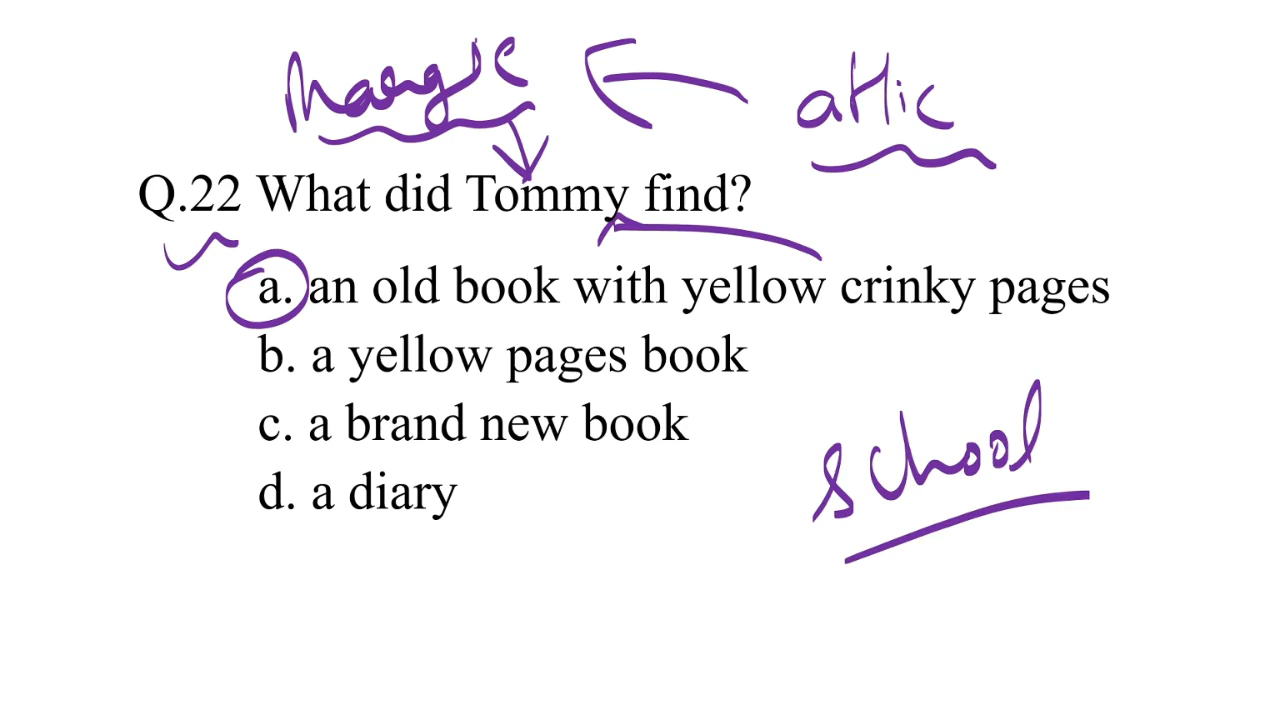 Margie attic
Q.22 What did Tommy find?
a. an old book with yellow crinky pages
b. a yellow pages book
c. a brand new book
d. a diary
school